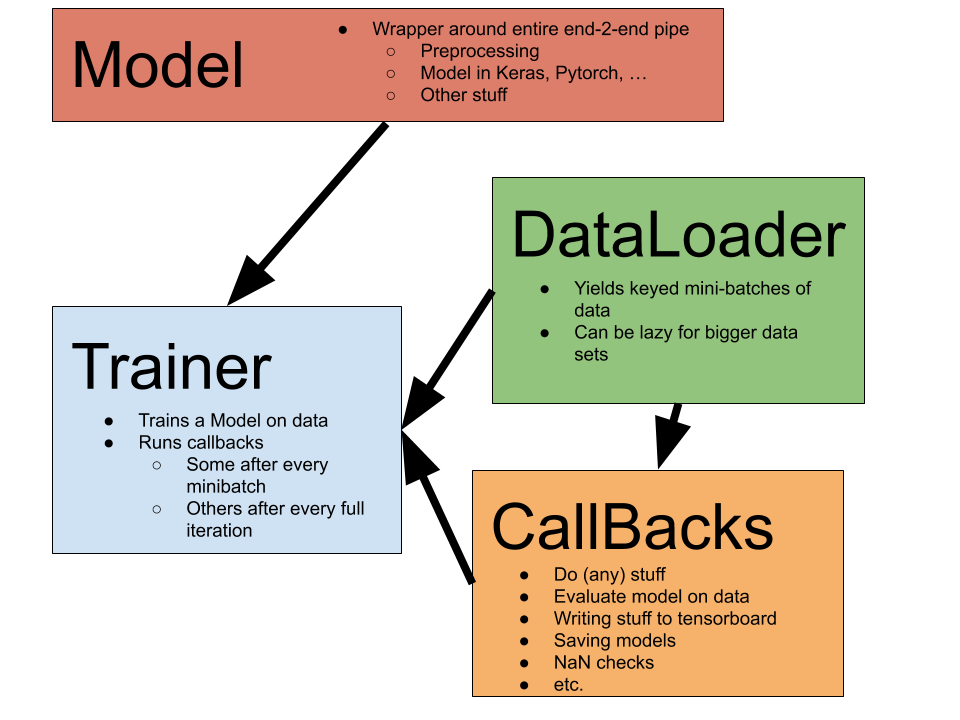 Model
● Wrapper around entire end-2-end pipe
○ Preprocessing
○ Model in Keras, Pytorch, …
○ Other stuff
DataLoader
● Yields keyed mini-batches of
data
● Can be lazy for bigger data
sets
Trainer
● Trains a Model on data
● Runs callbacks
○ Some after every
minibatch
○ Others after every full
iteration
CallBacks
● Do (any) stuff
● Evaluate model on data
● Writing stuff to tensorboard
● Saving models
● NaN checks
● etc.